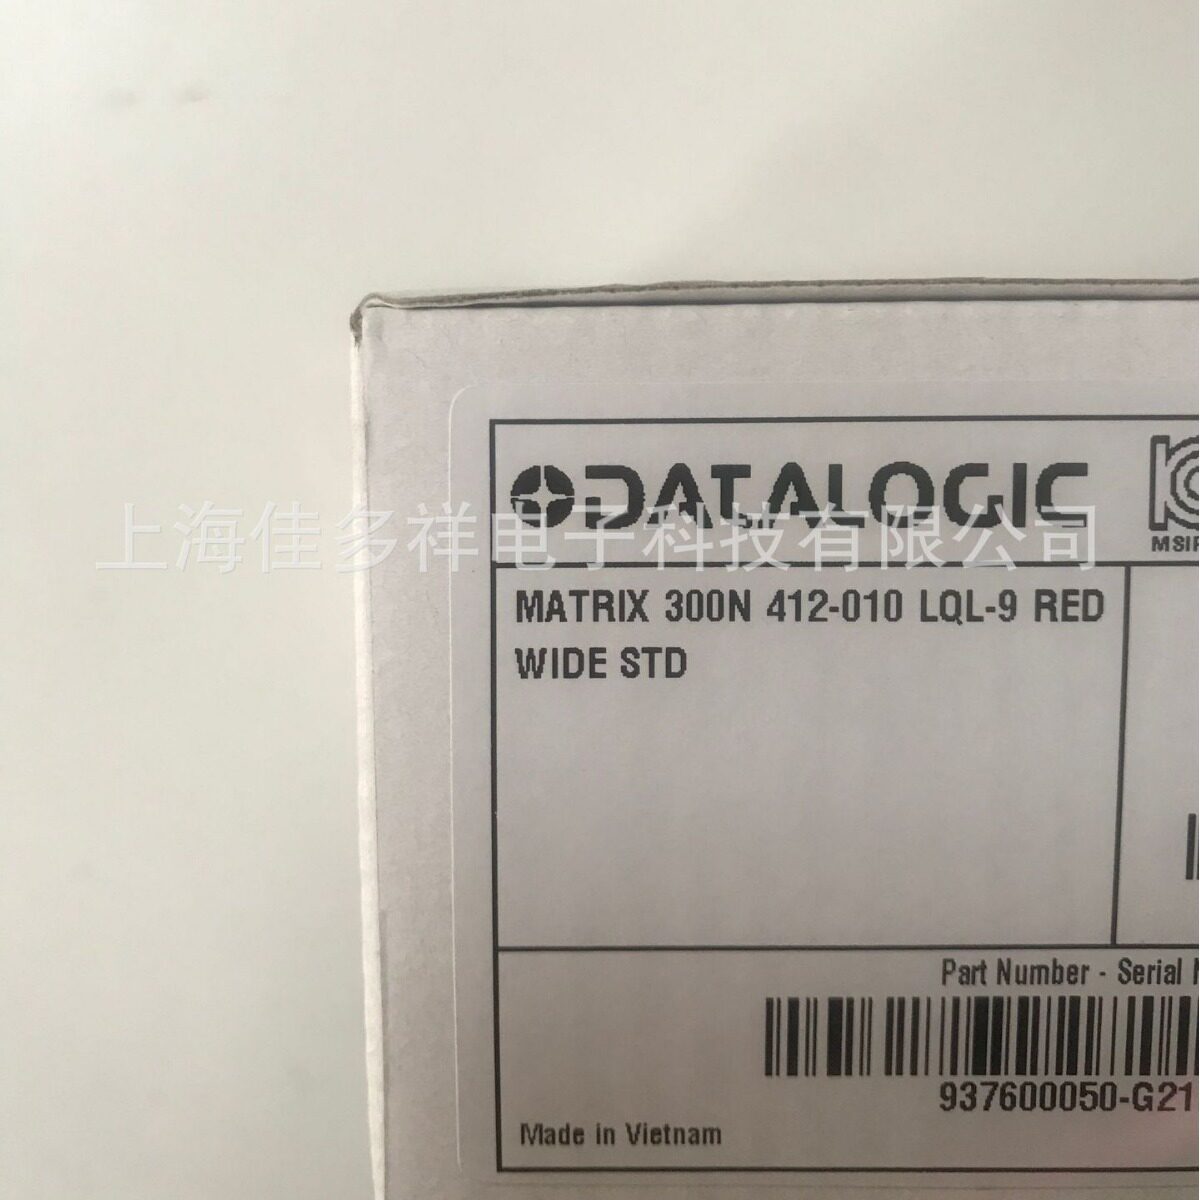 DATALOGIC
MSIP
上海佳多祥电子科技有限公司
MATRIX 300N 412-010 LQL-9 RED
WIDE STD
Part Number - Serial
937600050-G21
Made in Vietnam